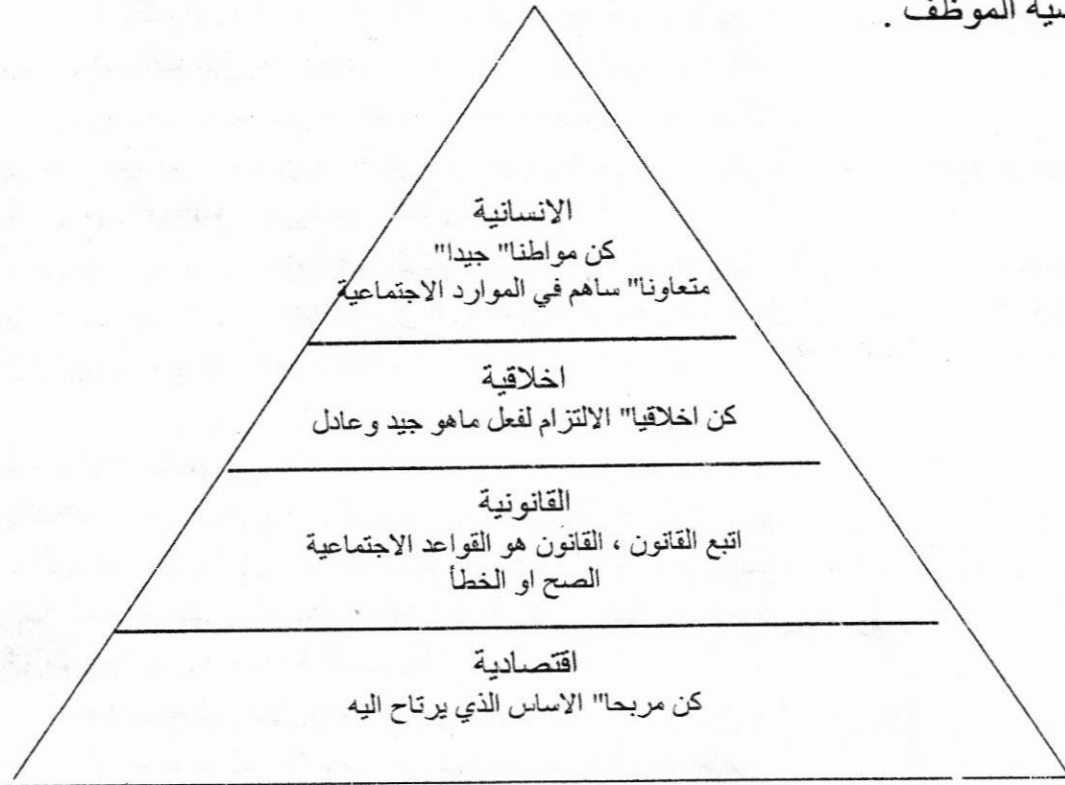 الموظف .
الانسانية
كن مواطنا" جيدا"
متعاونا" ساهم في الموارد الاجتماعية
اخلاقية
كن اخلاقيا" الالتزام لفعل ماهو جيد وعادل
القانونية
اتبع القانون ، القانون هو القواعد الاجتماعية
الصح او الخطأ
اقتصادية
كن مربحا" الاساس الذي يرتاح اليه